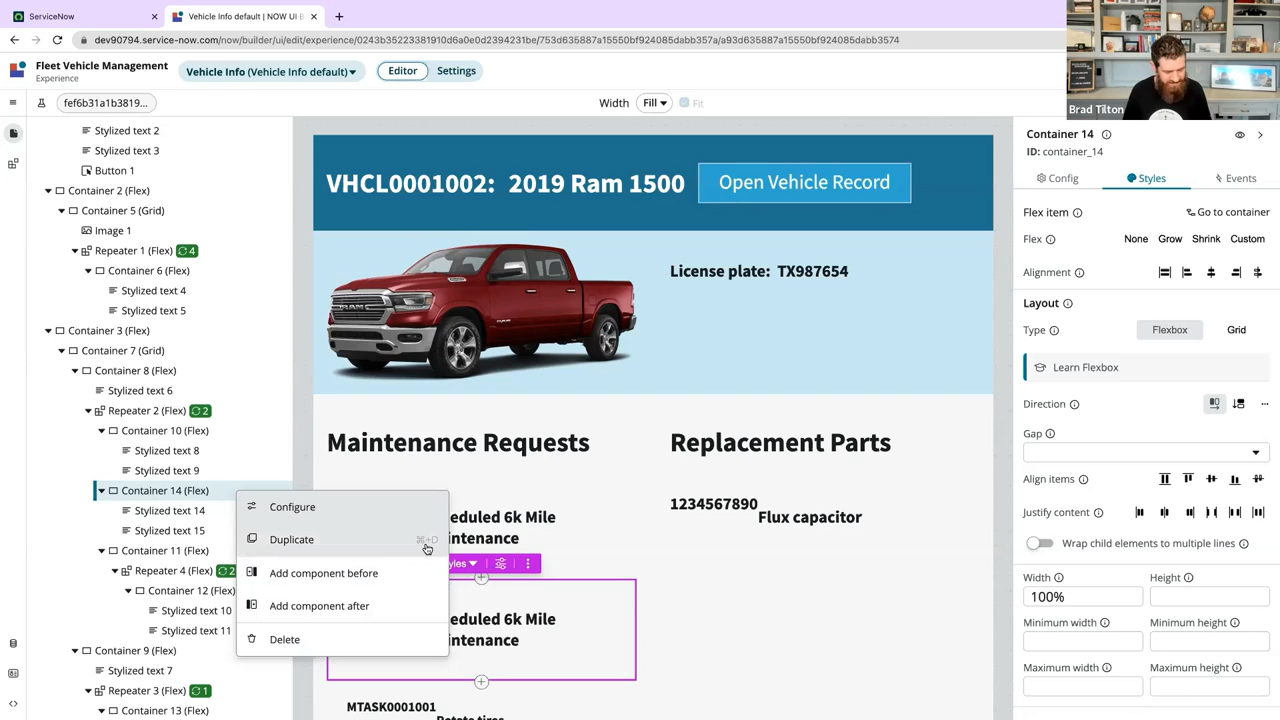 ServiceNow
Vehicle Info default | NOW UI B
dev90794.service-now.com/now/builder/ui/edit/experience/0243b3522333101
a0e0d2394231be/753d635887a15550bf924085dabb357a/a93d635887a15550bf924085dabb3574
Fleet Vehicle Management
Experience
Vehicle Info (Vehicle Info default)
Editor
Settings
fef6b31a1b3819...
Width
Fill
Fit
Brad Tilton
Stylized text 2
Stylized text 3
Button 1
Container 2 (Flex)
Container 5 (Grid)
Image 1
Repeater 1 (Flex) 4
Container 6 (Flex)
Stylized text 4
Stylized text 5
Container 3 (Flex)
Container 7 (Grid)
Container 8 (Flex)
Stylized text 6
Repeater 2 (Flex) 2
Container 10 (Flex)
Stylized text 8
Stylized text 9
Container 14 (Flex)
Stylized text 14
Stylized text 15
Container 11 (Flex)
Repeater 4 (Flex) 2
Container 12 (Flex)
Stylized text 10
Stylized text 11
Container 9 (Flex)
Stylized text 7
Repeater 3 (Flex) 1
Container 13 (Flex)
Configure
Duplicate ⌘+D
Add component before
Add component after
Delete
VHCL0001002: 2019 Ram 1500
Open Vehicle Record
License plate: TX987654
Maintenance Requests
eduled 6k Mile
ntenance
yles
eduled 6k Mile
ntenance
MTASK0001001
Rotate tires
Replacement Parts
1234567890
Flux capacitor
Container 14
ID: container_14
Config
Styles
Events
Flex item
Go to container
Flex
None
Grow
Shrink
Custom
Alignment
Layout
Type
Flexbox
Grid
Learn Flexbox
Direction
Gap
Align items
Justify content
Wrap child elements to multiple lines
Width
Height
100%
Minimum width
Minimum height
Maximum width
Maximum height